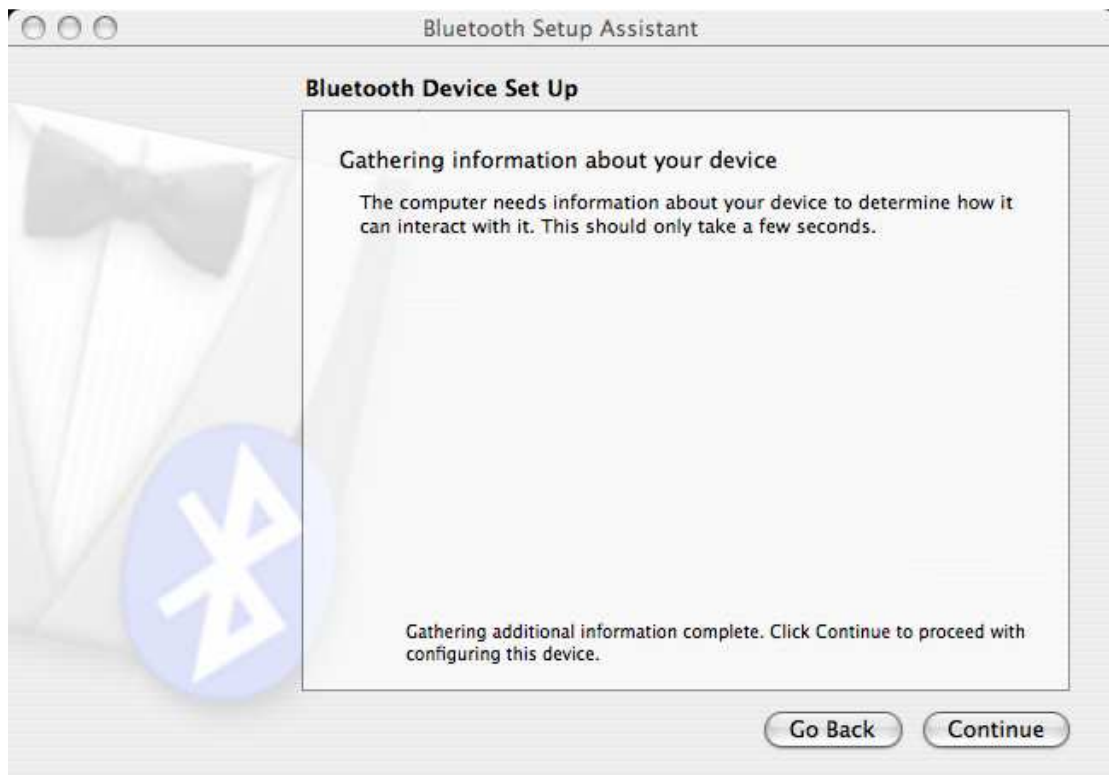 Bluetooth Setup Assistant
Bluetooth Device Set Up
Gathering information about your device
The computer needs information about your device to determine how it
can interact with it. This should only take a few seconds.
Gathering additional information complete. Click Continue to proceed with
configuring this device.
Go Back
Continue